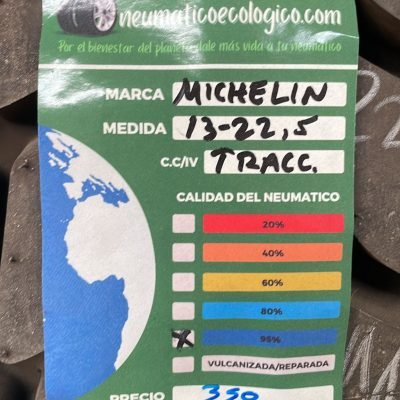 neumaticoecologico.com
Por el bienestar del planeta dale más vida a tu neumático
MARCA MICHELIN
MEDIDA 13-22,5
C.C/IV TRACC.
CALIDAD DEL NEUMATICO
20%
40%
60%
80%
X 95%
VULCANIZADA/REPARADA
PRECIO 350